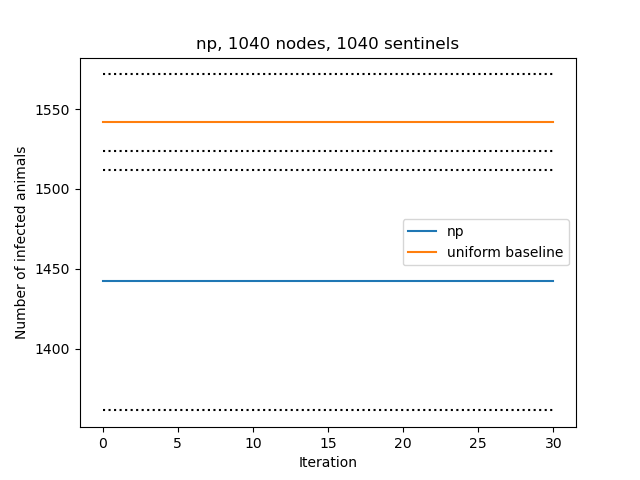 np, 1040 nodes, 1040 sentinels
Number of infected animals
1550
1500
1450
1400
np
uniform baseline
0 5 10 15 20 25 30
Iteration